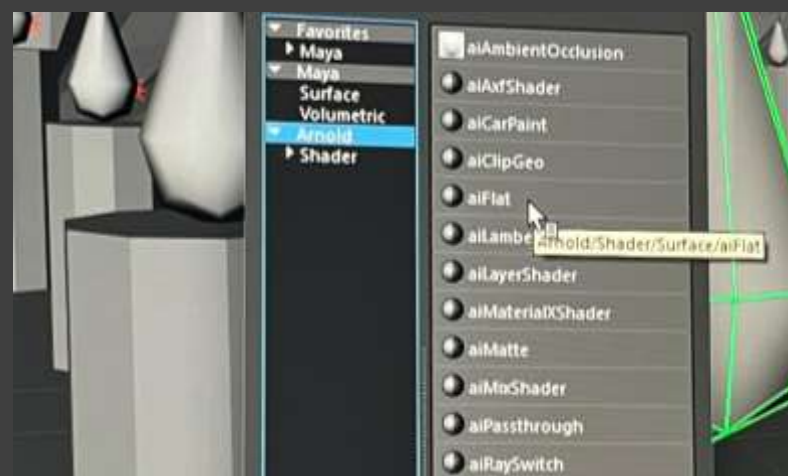 Favorites
Maya
Maya
Surface
Volumetric
Arnold
Shader
aiAmbientOcclusion
aiAxfShader
aiCarPaint
aiClipGeo
aiFlat
aiLambe
Arnold/Shader/Surface/aiFlat
aiLayerShader
aiMaterialXShader
aiMatte
aiMixShader
aiPassthrough
aiRaySwitch